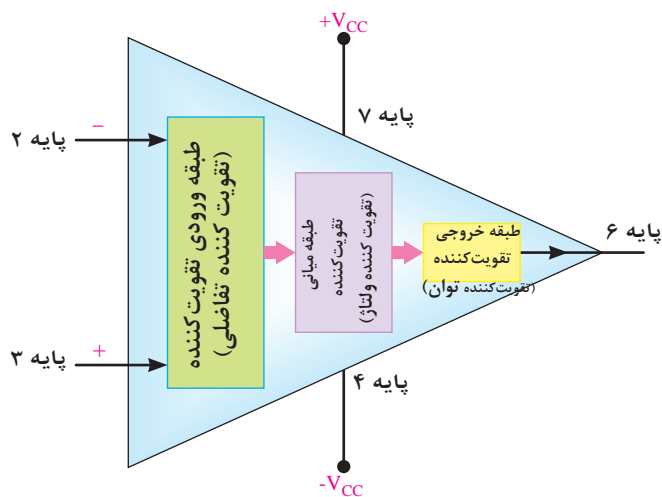 +VCC
پایه ۷
پایه ۲
−
طبقه ورودی تقویت‌کننده
(تقویت کننده تفاضلی)
طبقه میانی
تقویت‌کننده
(تقویت کننده ولتاژ)
طبقه خروجی
تقویت‌کننده
(تقویت‌کننده توان)
پایه ۶
پایه ۳
+
پایه ۴
-VCC